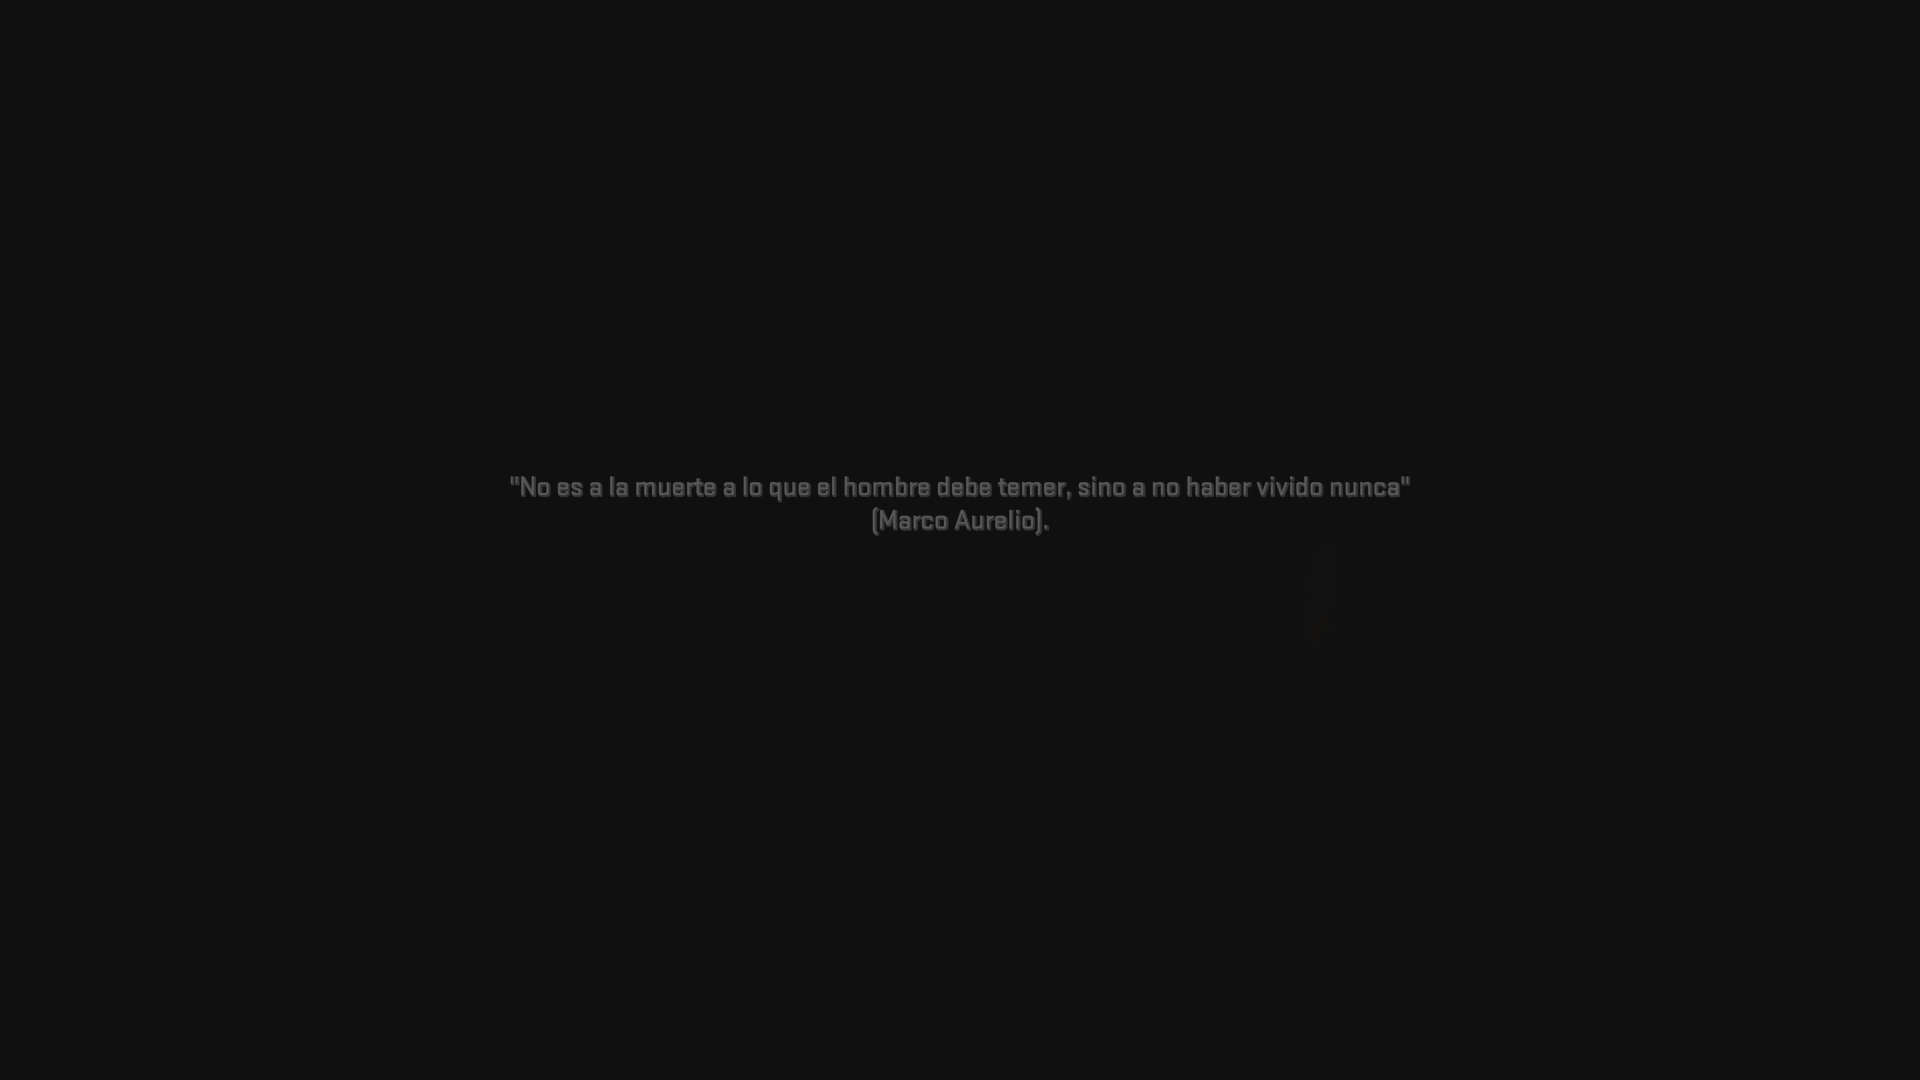 "No es a la muerte a lo que el hombre debe temer, sino a no haber vivido nunca"
(Marco Aurelio).